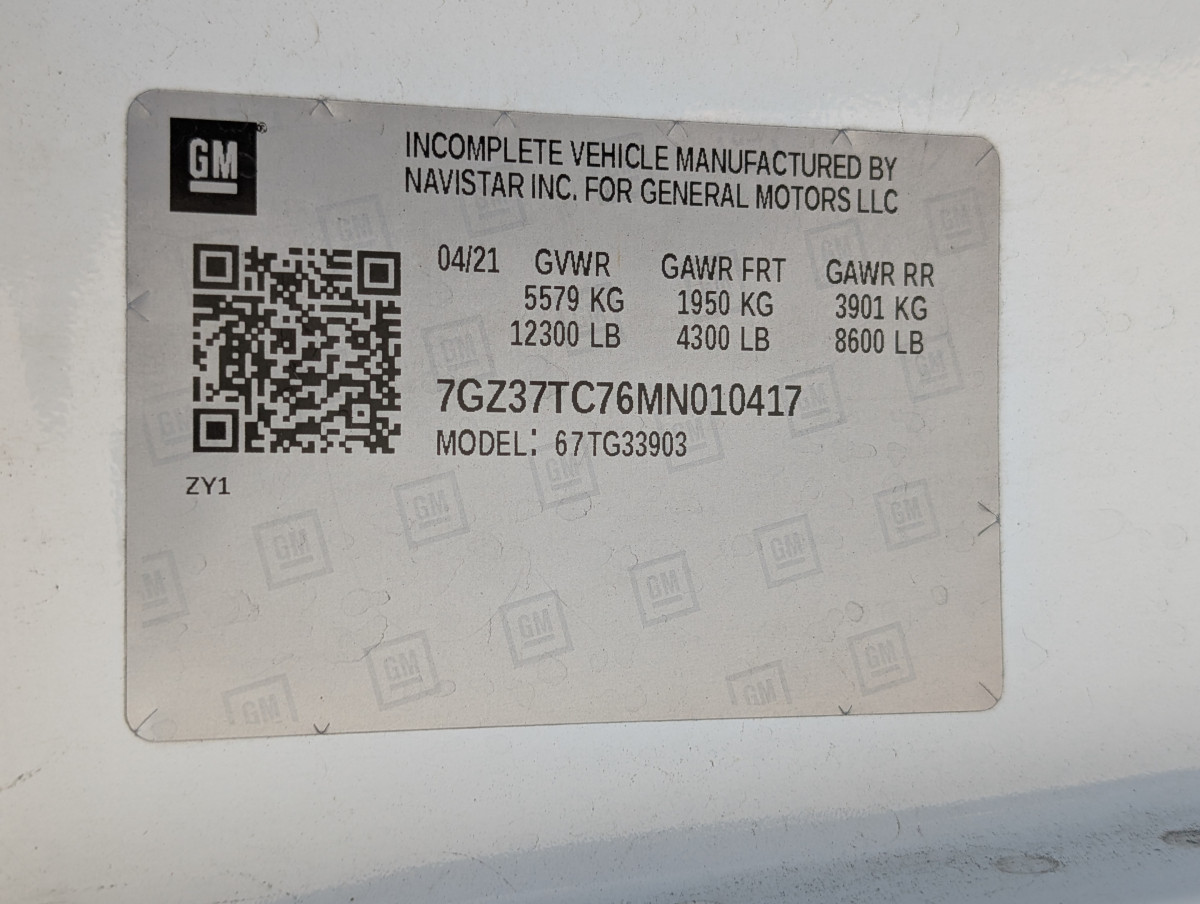 GM
INCOMPLETE VEHICLE MANUFACTURED BY
NAVISTAR INC. FOR GENERAL MOTORS LLC
04/21 GVWR GAWR FRT GAWR RR
5579 KG 1950 KG 3901 KG
12300 LB 4300 LB 8600 LB
7GZ37TC76MN010417
MODEL: 67TG33903
ZY1